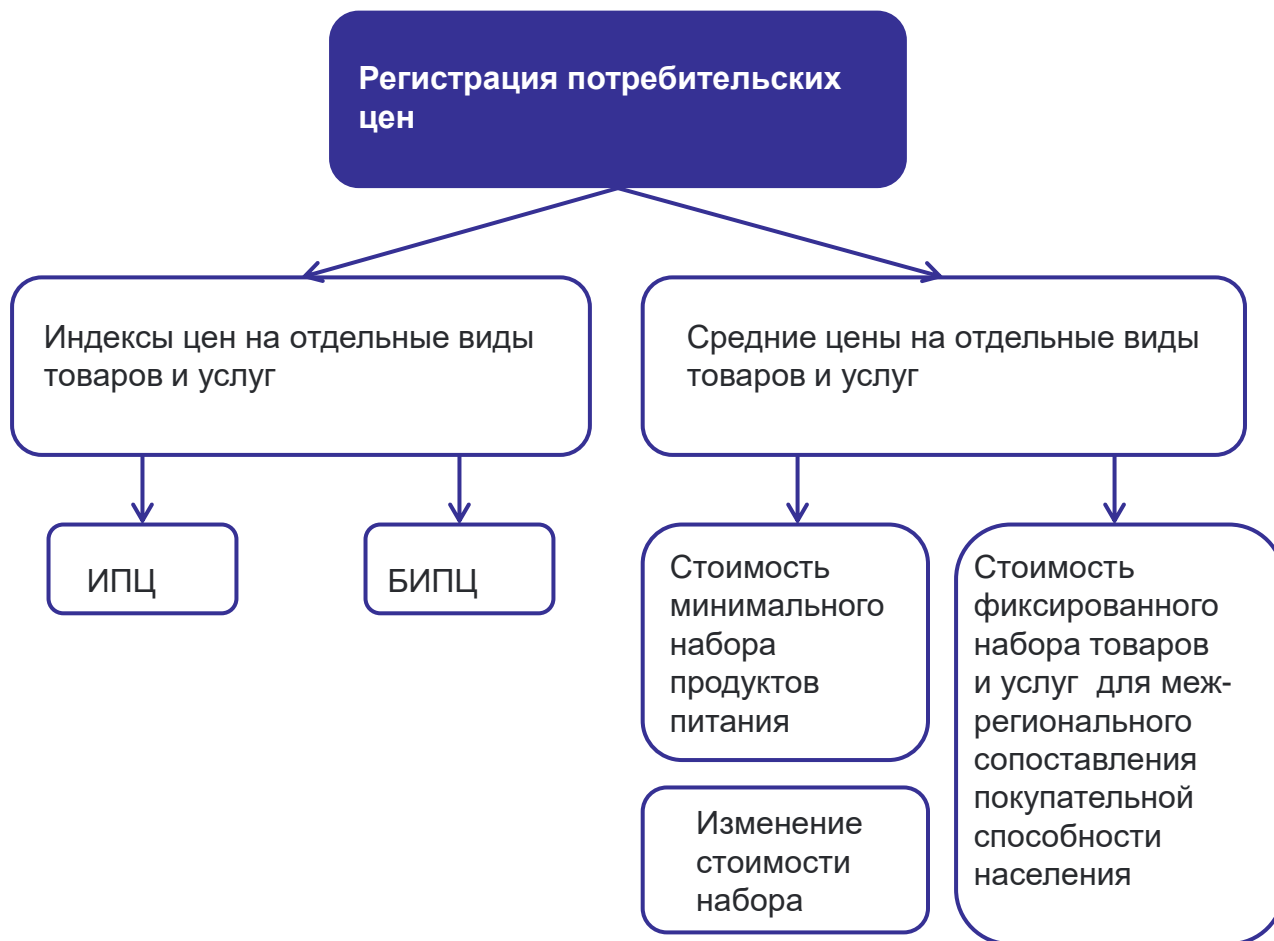 Регистрация потребительских
цен
Индексы цен на отдельные виды
товаров и услуг
Средние цены на отдельные виды
товаров и услуг
ИПЦ
БИПЦ
Стоимость
минимального
набора
продуктов
питания
Изменение
стоимости
набора
Стоимость
фиксированного
набора товаров
и услуг для меж-
регионального
сопоставления
покупательной
способности
населения